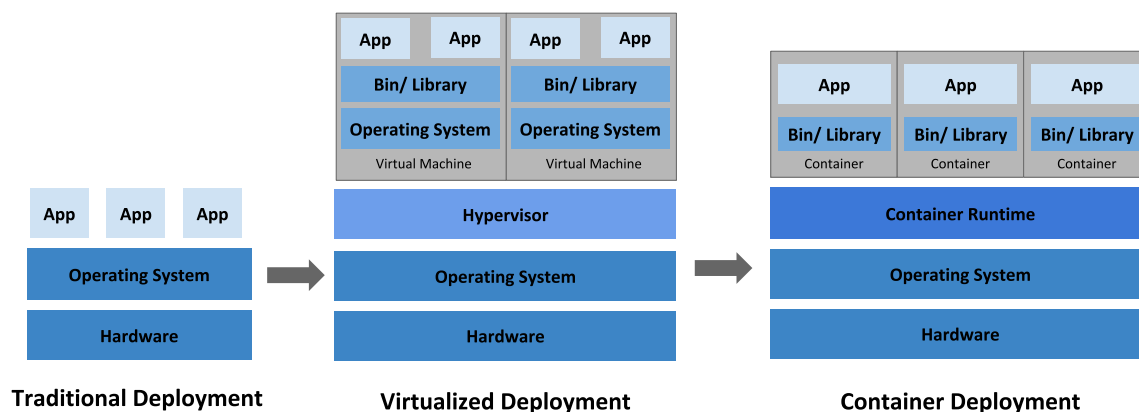 App
App
App
Operating System
Hardware
Traditional Deployment
App
App
Bin/ Library
Operating System
Virtual Machine
App
App
Bin/ Library
Operating System
Virtual Machine
Hypervisor
Operating System
Hardware
Virtualized Deployment
App
Bin/ Library
Container
App
Bin/ Library
Container
App
Bin/ Library
Container
Container Runtime
Operating System
Hardware
Container Deployment